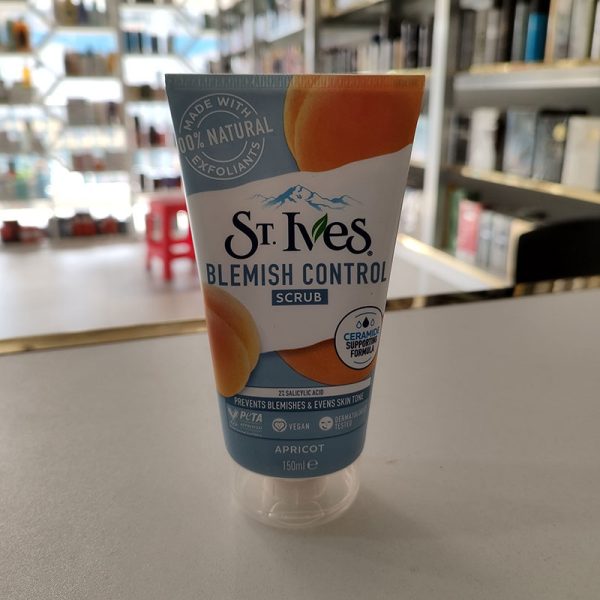 MADE WITH
00% NATURAL
EXFOLIANTS
ST. Ives®
BLEMISH CONTROL
SCRUB
CERAMIDE
SUPPORTING
FORMULA
2% SALICYLIC ACID
PREVENTS BLEMISHES & EVENS SKIN TONE
PETA
VEGAN
DERMATOLOGIST
TESTED
APRICOT
150ml ℮